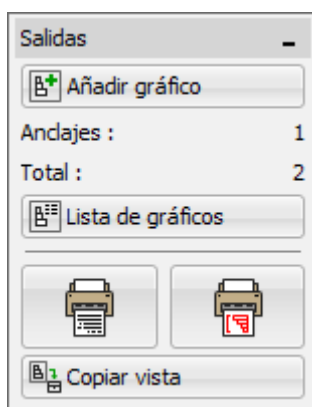 Salidas
Añadir gráfico
Anclajes : 1
Total : 2
Lista de gráficos
Copiar vista